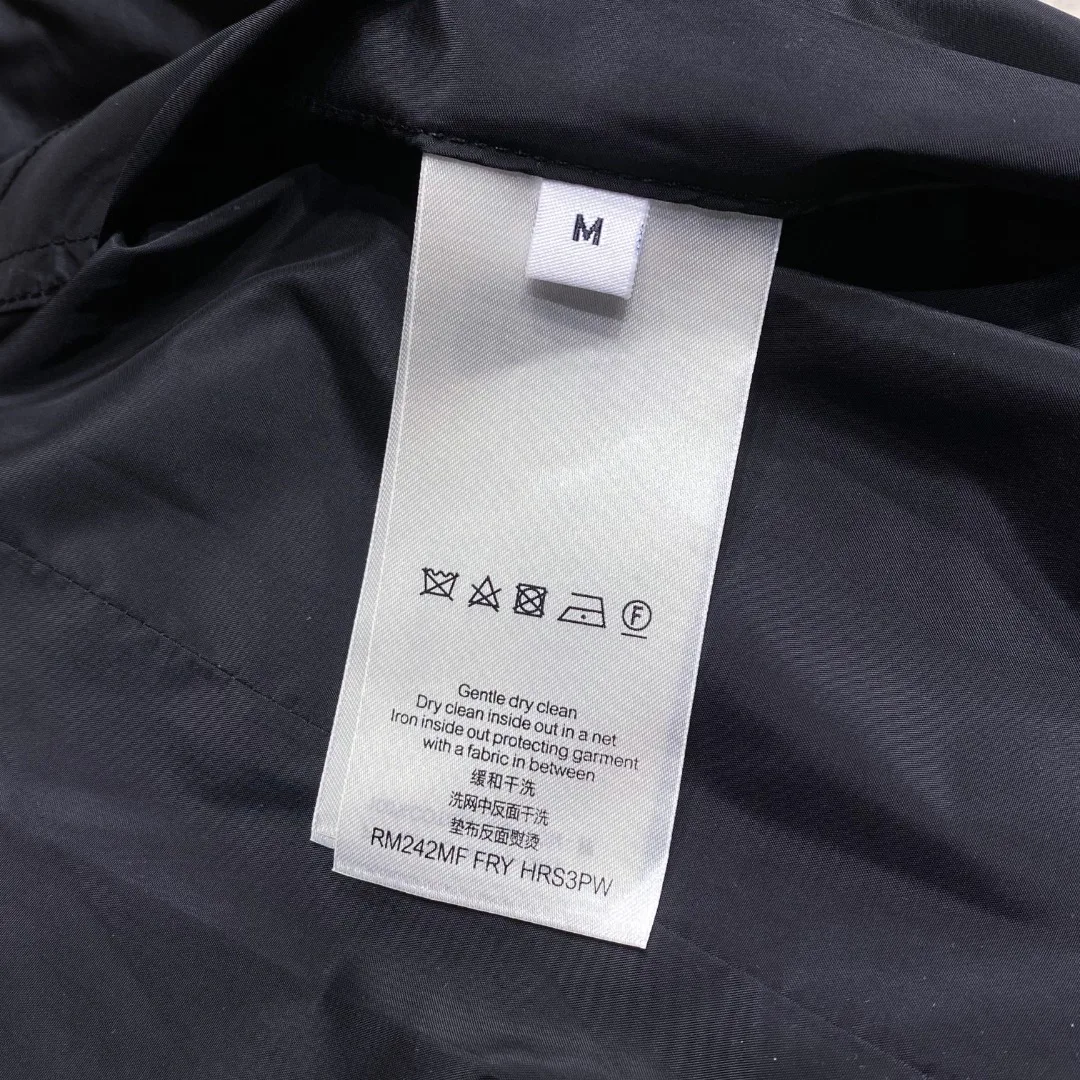 M
F
Gentle dry clean
Dry clean inside out in a net
Iron inside out protecting garment
with a fabric in between
缓和干洗
洗网中反面干洗
垫布反面熨烫
RM242MF FRY HRS3PW